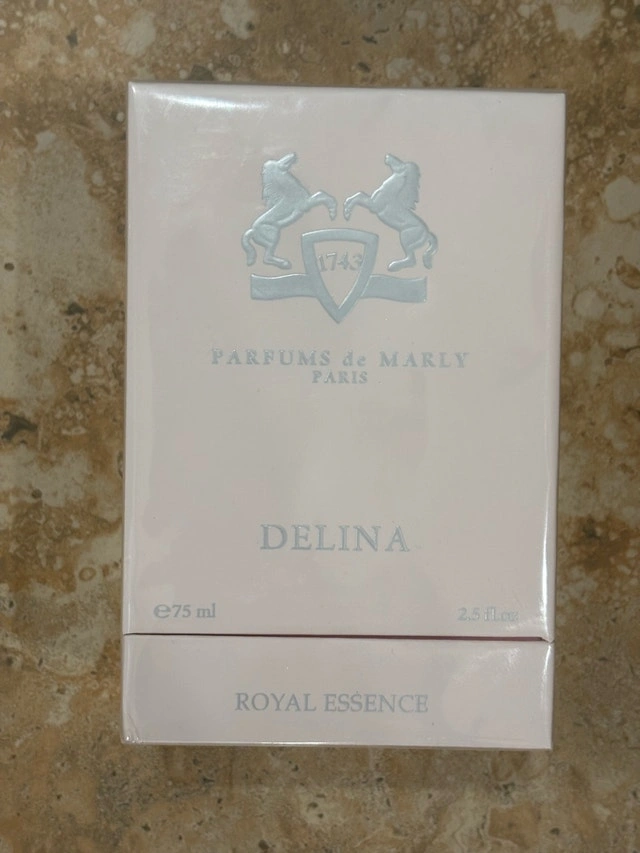 1743
PARFUMS de MARLY
PARIS
DELINA
e75 ml 2.5 fl.oz
ROYAL ESSENCE